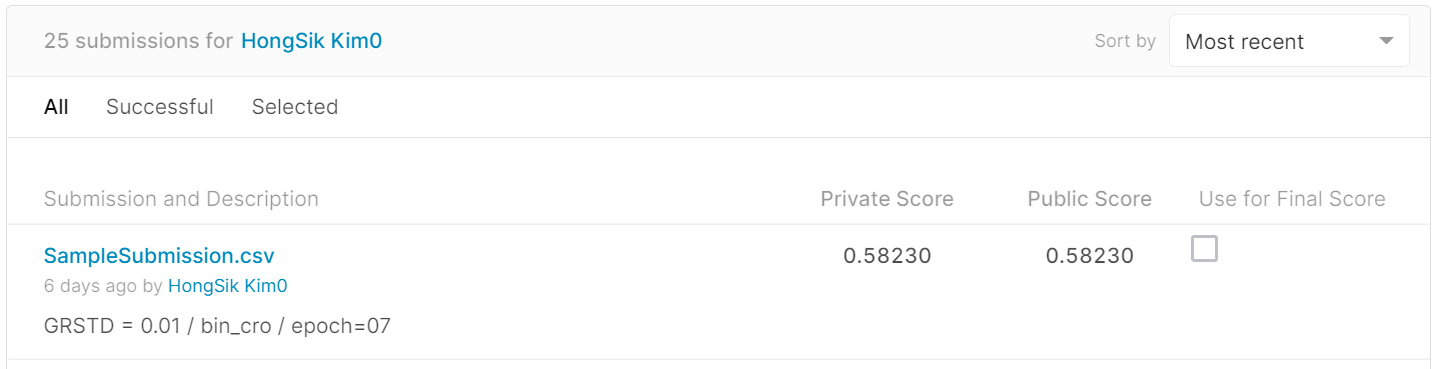 25 submissions for HongSik Kim0 Sort by Most recent
All Successful Selected
Submission and Description Private Score Public Score Use for Final Score
SampleSubmission.csv 0.58230 0.58230
6 days ago by HongSik Kim0
GRSTD = 0.01 / bin_cro / epoch=07